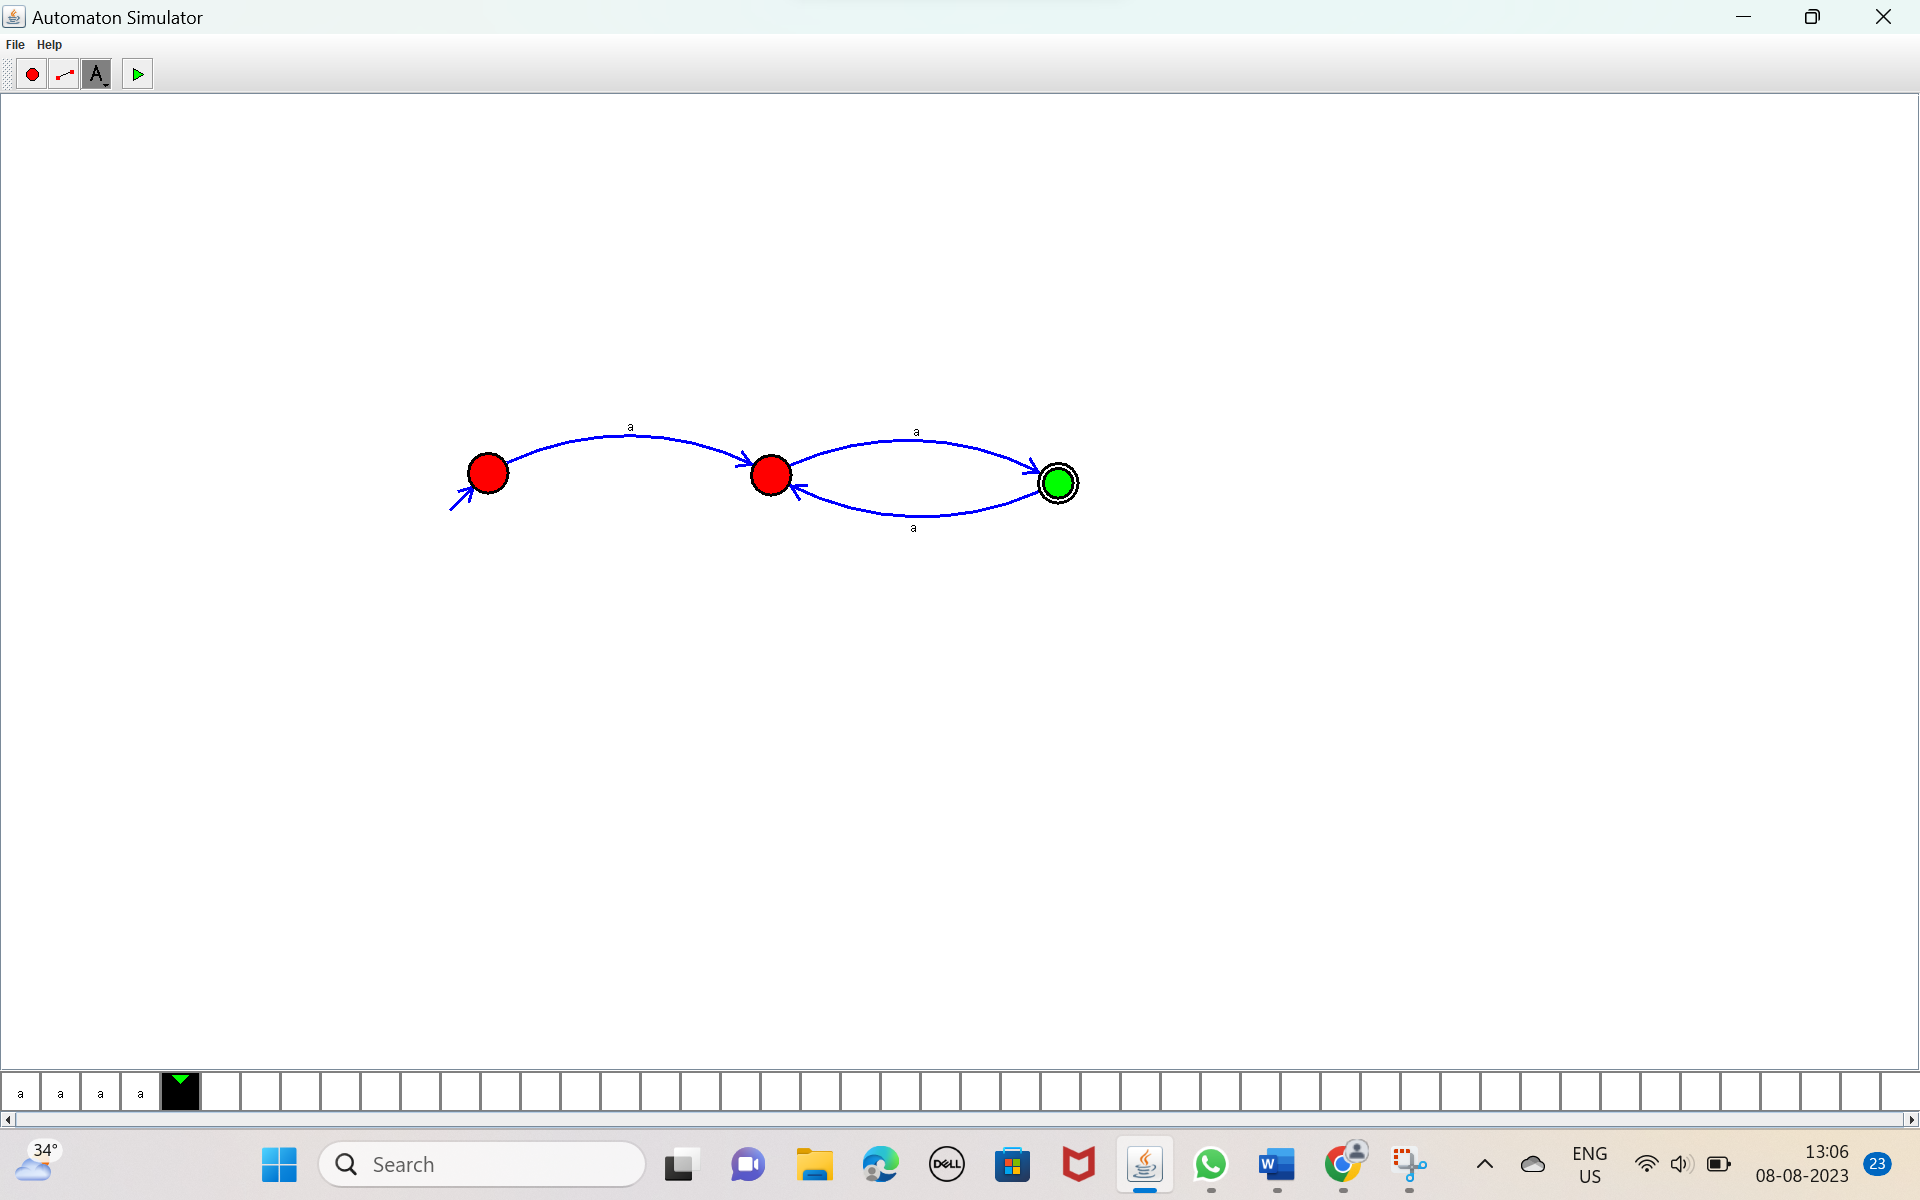 Automaton Simulator
File Help
A
a
a
a
a a a a
34°
Search
DELL
W
ENG
US
13:06
08-08-2023
23